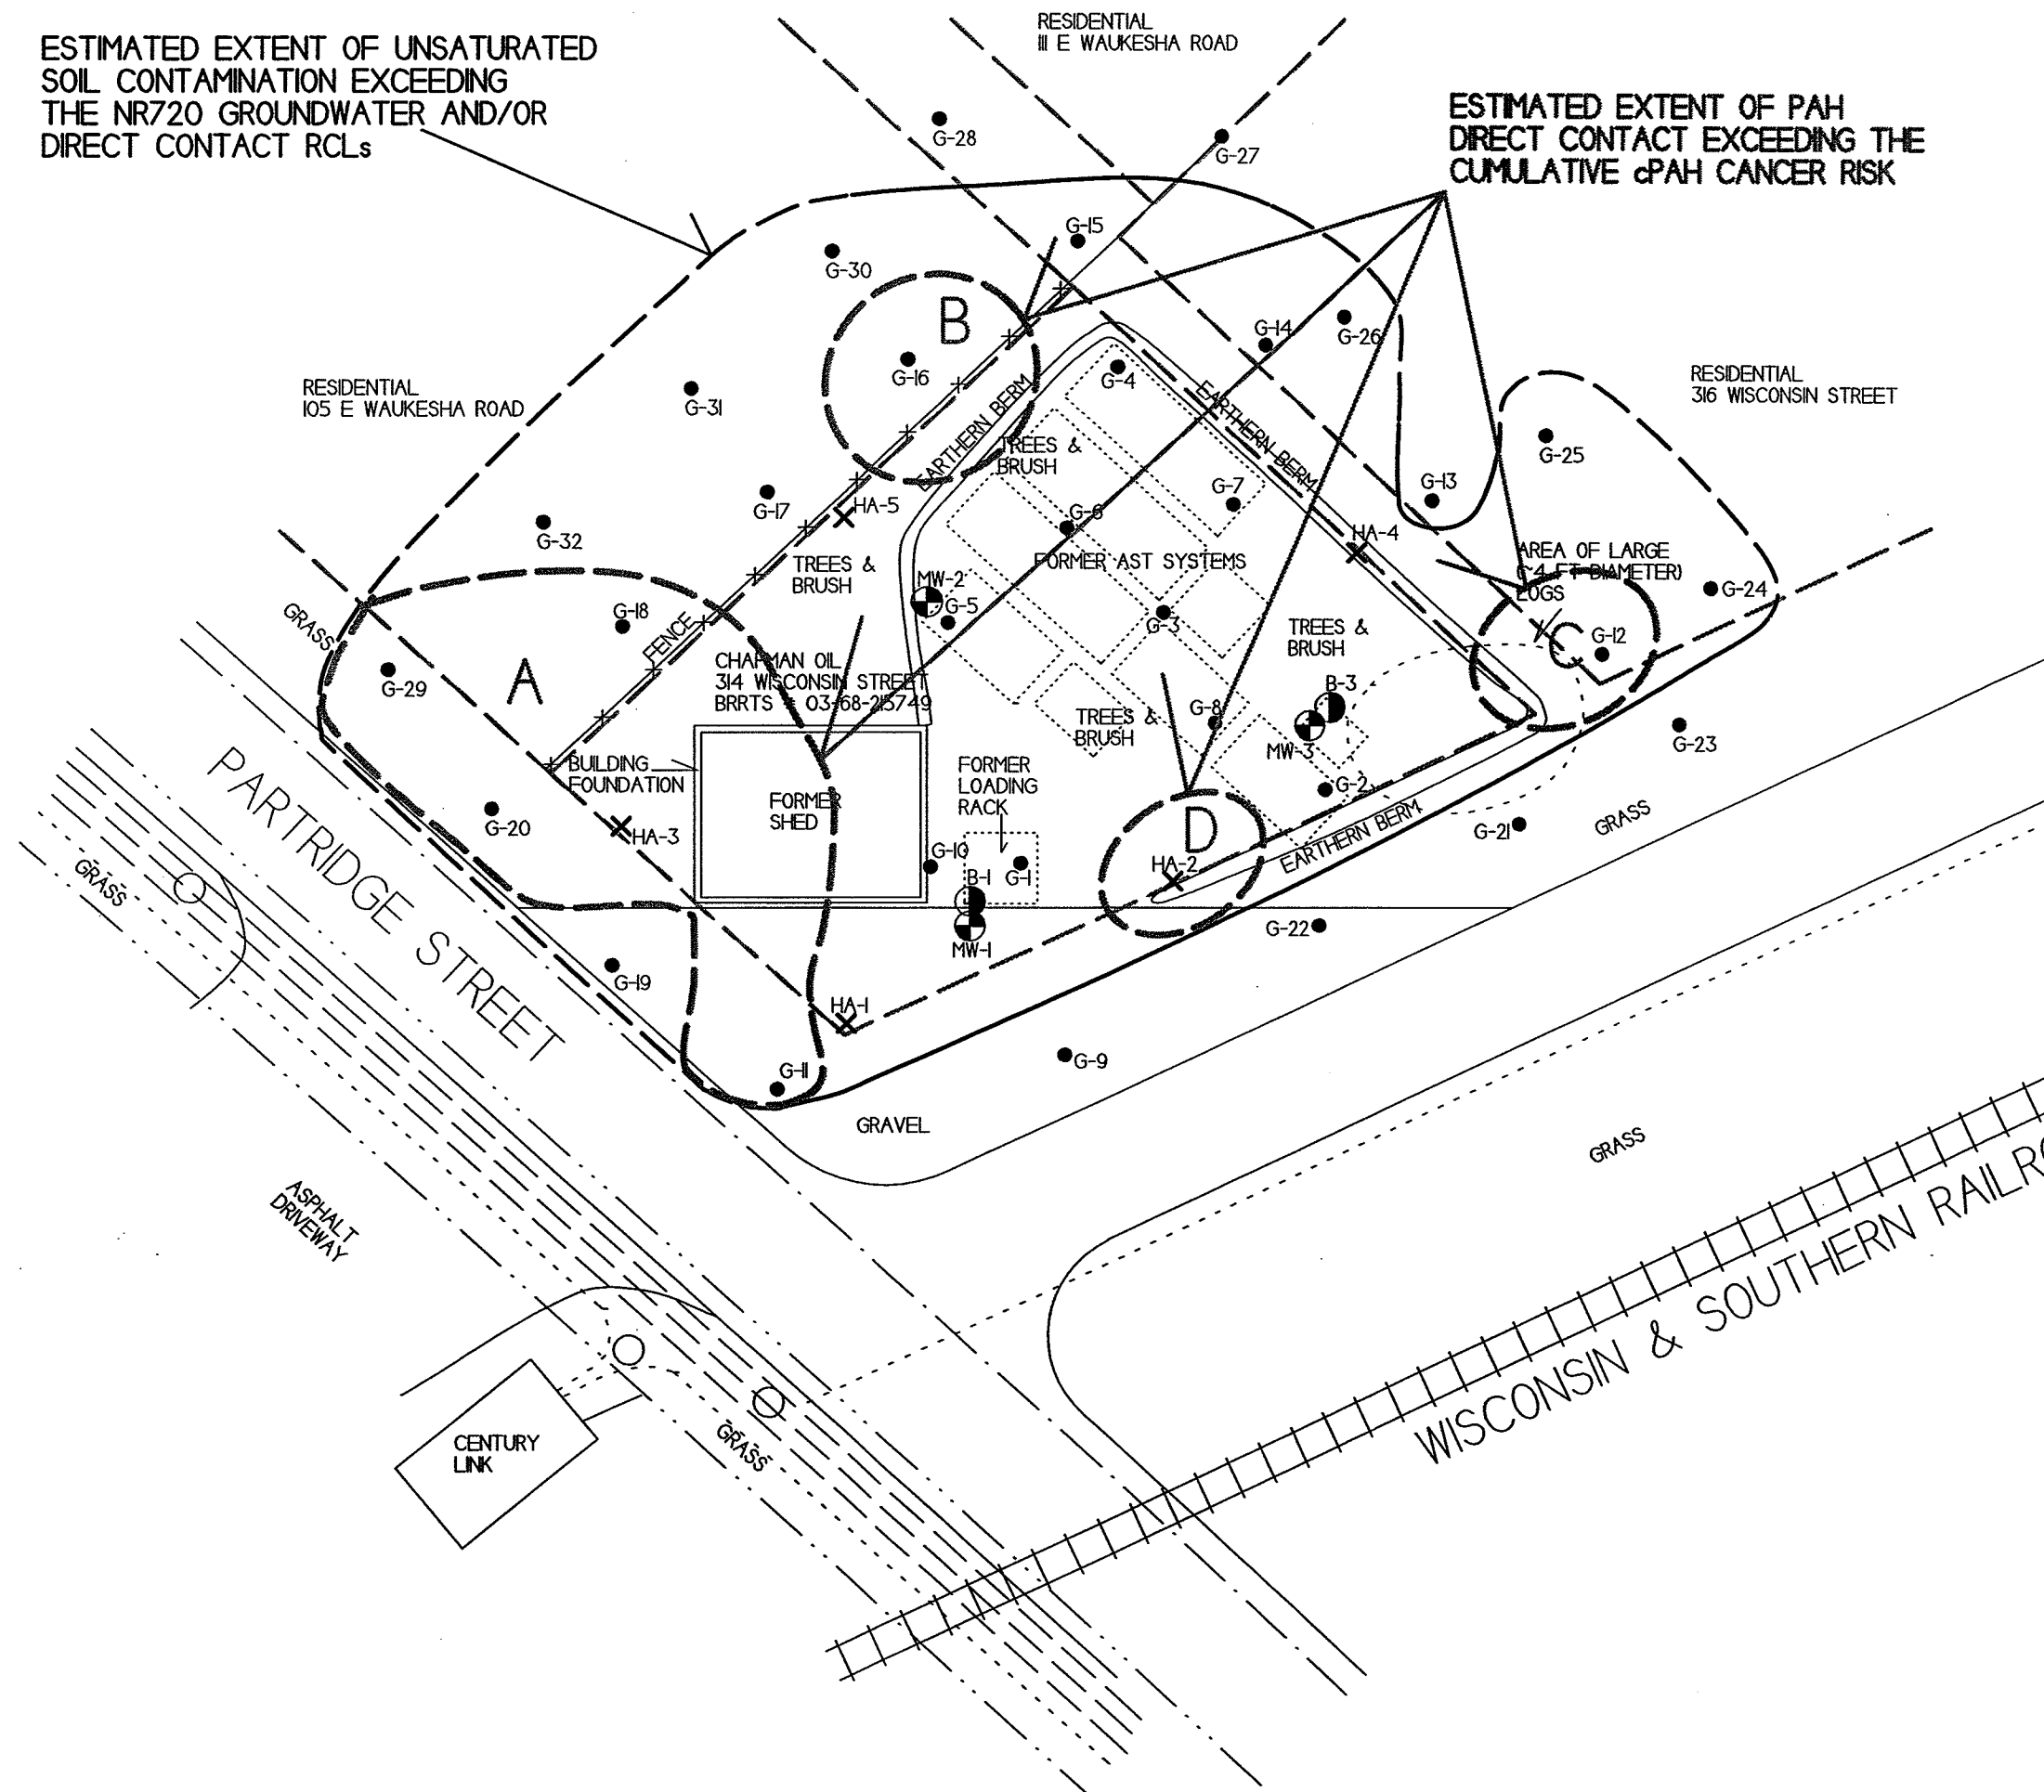 RESIDENTIAL
111 E WAUKESHA ROAD
ESTIMATED EXTENT OF UNSATURATED
SOIL CONTAMINATION EXCEEDING
THE NR720 GROUNDWATER AND/OR
DIRECT CONTACT RCLs
ESTIMATED EXTENT OF PAH
DIRECT CONTACT EXCEEDING THE
CUMULATIVE cPAH CANCER RISK
G-28
G-27
G-15
G-30
B
G-14
G-26
G-16
G-4
RESIDENTIAL
105 E WAUKESHA ROAD
G-31
RESIDENTIAL
316 WISCONSIN STREET
EARTHERN BERM
EARTHERN BERM
TREES &
BRUSH
G-25
G-17
HA-5
G-7
G-13
G-6
G-32
HA-4
TREES &
BRUSH
FORMER AST SYSTEMS
AREA OF LARGE
(~4 FT DIAMETER)
LOGS
MW-2
G-5
G-24
GRASS
G-18
G-3
FENCE
TREES &
BRUSH
G-12
C
G-29
A
CHAPMAN OIL
314 WISCONSIN STREET
BRRTS # 03-68-215749
B-3
G-8
TREES &
BRUSH
MW-3
G-23
BUILDING
FOUNDATION
FORMER
LOADING
RACK
G-2
FORMER
SHED
D
G-20
HA-3
EARTHERN BERM
G-21
GRASS
PARTRIDGE STREET
GRASS
G-10
G-1
B-1
HA-2
G-22
MW-1
G-19
HA-1
G-9
G-11
GRAVEL
GRASS
ASPHALT
DRIVEWAY
WISCONSIN & SOUTHERN RAILRO
CENTURY
LINK
GRASS